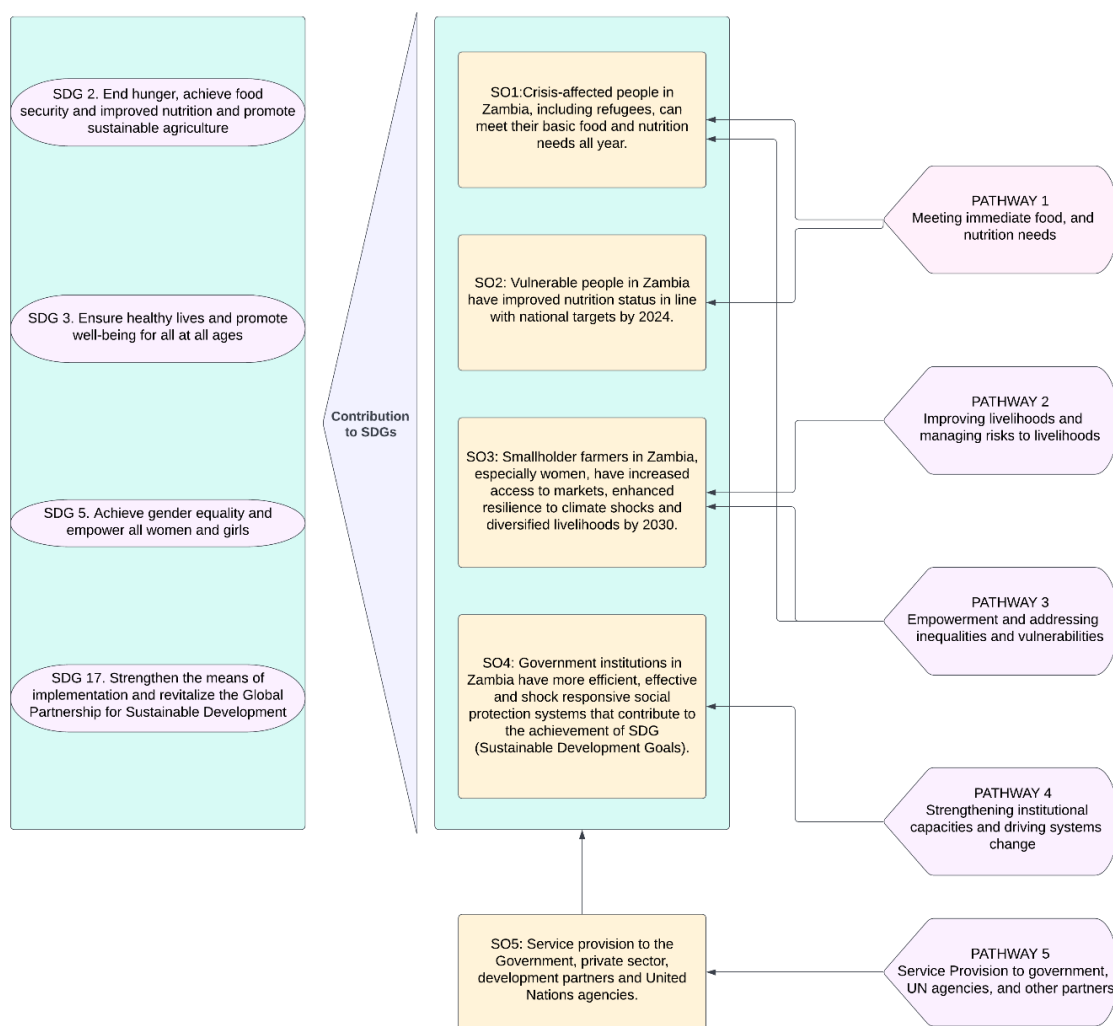 SDG 2. End hunger, achieve food
security and improved nutrition and promote
sustainable agriculture
SDG 3. Ensure healthy lives and promote
well-being for all at all ages
SDG 5. Achieve gender equality and
empower all women and girls
SDG 17. Strengthen the means of
implementation and revitalize the Global
Partnership for Sustainable Development
Contribution
to SDGs
SO1:Crisis-affected people in
Zambia, including refugees, can
meet their basic food and nutrition
needs all year.
SO2: Vulnerable people in Zambia
have improved nutrition status in line
with national targets by 2024.
SO3: Smallholder farmers in Zambia,
especially women, have increased
access to markets, enhanced
resilience to climate shocks and
diversified livelihoods by 2030.
SO4: Government institutions in
Zambia have more efficient, effective
and shock responsive social
protection systems that contribute to
the achievement of SDG
(Sustainable Development Goals).
SO5: Service provision to the
Government, private sector,
development partners and United
Nations agencies.
PATHWAY 1
Meeting immediate food, and
nutrition needs
PATHWAY 2
Improving livelihoods and
managing risks to livelihoods
PATHWAY 3
Empowerment and addressing
inequalities and vulnerabilities
PATHWAY 4
Strengthening institutional
capacities and driving systems
change
PATHWAY 5
Service Provision to government,
UN agencies, and other partners